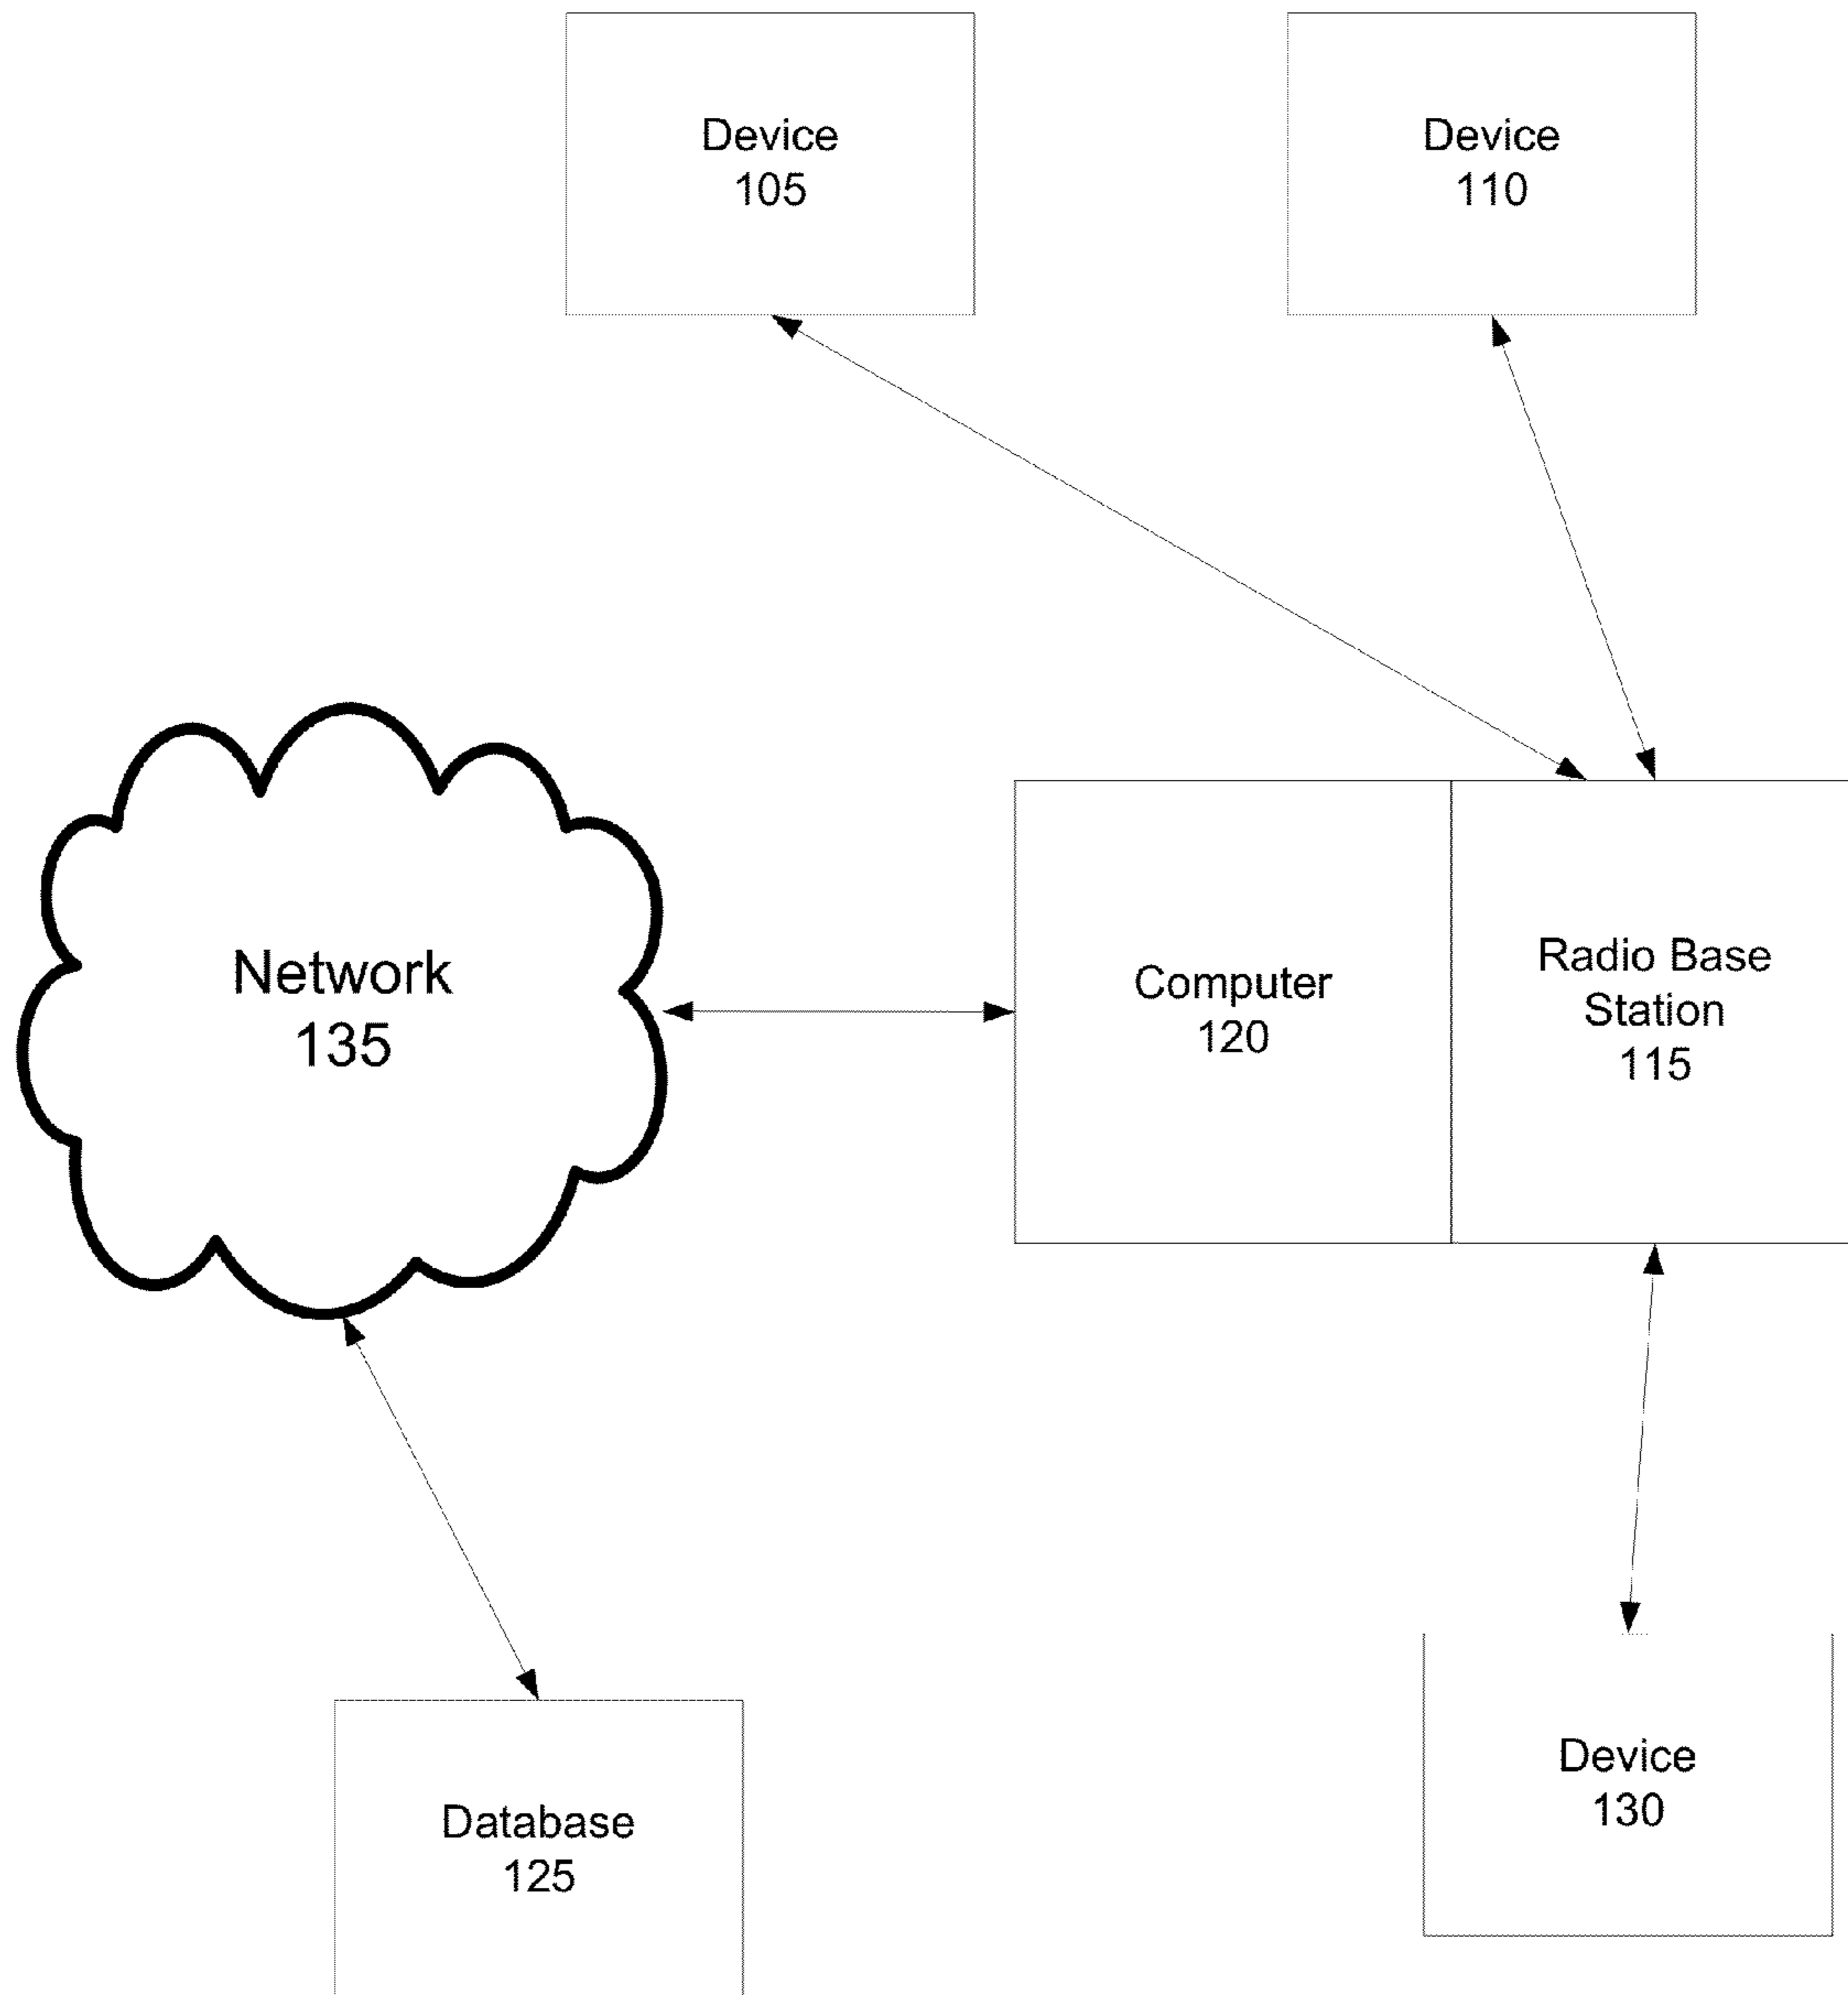 Device
105
Device
110
Network
135
Computer
120
Radio Base
Station
115
Database
125
Device
130